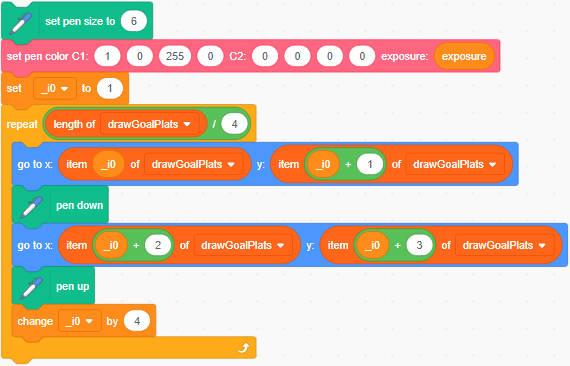 set pen size to 6
set pen color C1: 1 0 255 0 C2: 0 0 0 0 exposure: exposure
set _i0 to 1
repeat length of drawGoalPlats / 4
go to x: item _i0 of drawGoalPlats y: item _i0 + 1 of drawGoalPlats
pen down
go to x: item _i0 + 2 of drawGoalPlats y: item _i0 + 3 of drawGoalPlats
pen up
change _i0 by 4